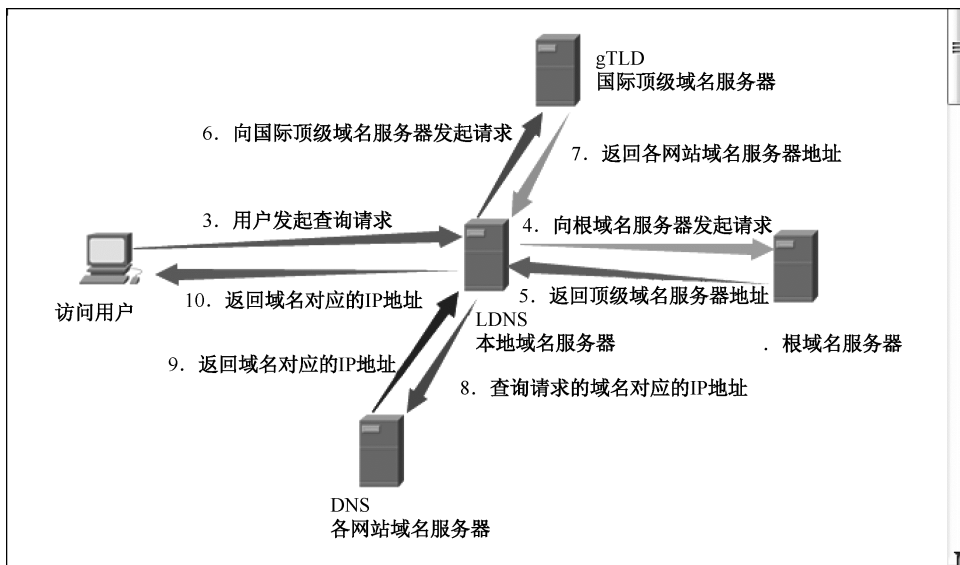 gTLD
国际顶级域名服务器
6．向国际顶级域名服务器发起请求
7．返回各网站域名服务器地址
3．用户发起查询请求
4．向根域名服务器发起请求
10．返回域名对应的IP地址
5．返回顶级域名服务器地址
访问用户
LDNS
本地域名服务器
．根域名服务器
9．返回域名对应的IP地址
8．查询请求的域名对应的IP地址
DNS
各网站域名服务器